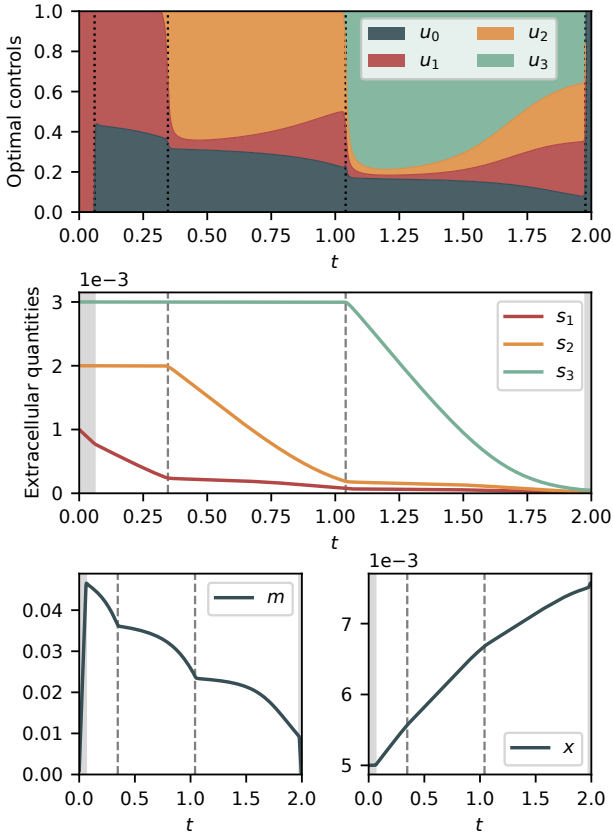 Optimal controls
1.0
0.8
0.6
0.4
0.2
0.0
u0 u2
u1 u3
0.00 0.25 0.50 0.75 1.00 1.25 1.50 1.75 2.00
t
1e−3
Extracellular quantities
3
2
1
0
s1
s2
s3
0.00 0.25 0.50 0.75 1.00 1.25 1.50 1.75 2.00
t
0.04
0.03
0.02
0.01
0.00
m
0.0 0.5 1.0 1.5 2.0
t
1e−3
7
6
5
x
0.0 0.5 1.0 1.5 2.0
t